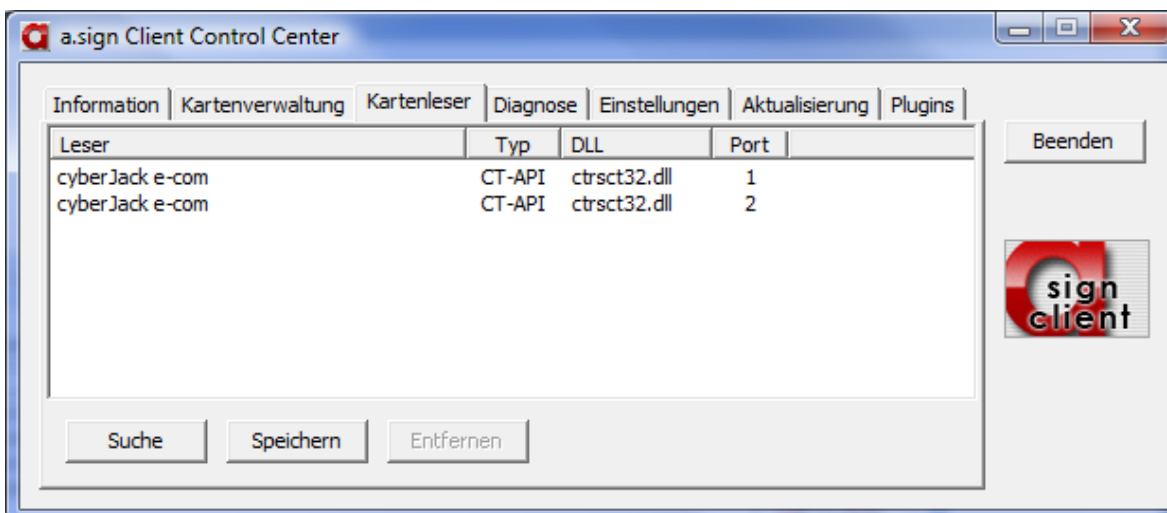 a.sign Client Control Center
Information Kartenverwaltung Kartenleser Diagnose Einstellungen Aktualisierung Plugins
Beenden
Leser Typ DLL Port
cyberJack e-com CT-API ctrsct32.dll 1
cyberJack e-com CT-API ctrsct32.dll 2
sign
client
Suche Speichern Entfernen